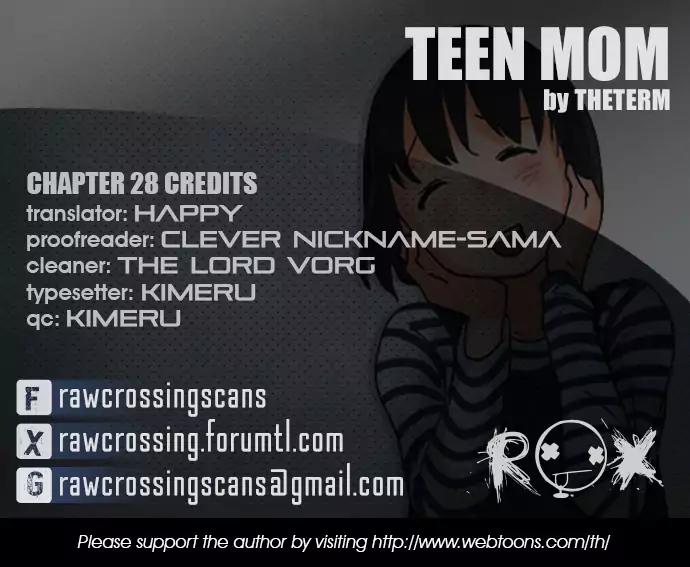 TEEN MOM
by THETERM
CHAPTER 28 CREDITS
translator: HAPPY
proofreader: CLEVER NICKNAME-SAMA
cleaner: THE LORD VORG
typesetter: KIMERU
qc: KIMERU
F rawcrossingscans
X rawcrossing.forumtl.com
G rawcrossingscans@gmail.com
ROX
Please support the author by visiting http://www.webtoons.com/th/